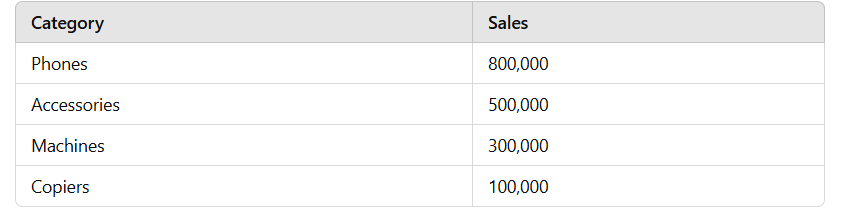 Category Sales
Phones 800,000
Accessories 500,000
Machines 300,000
Copiers 100,000